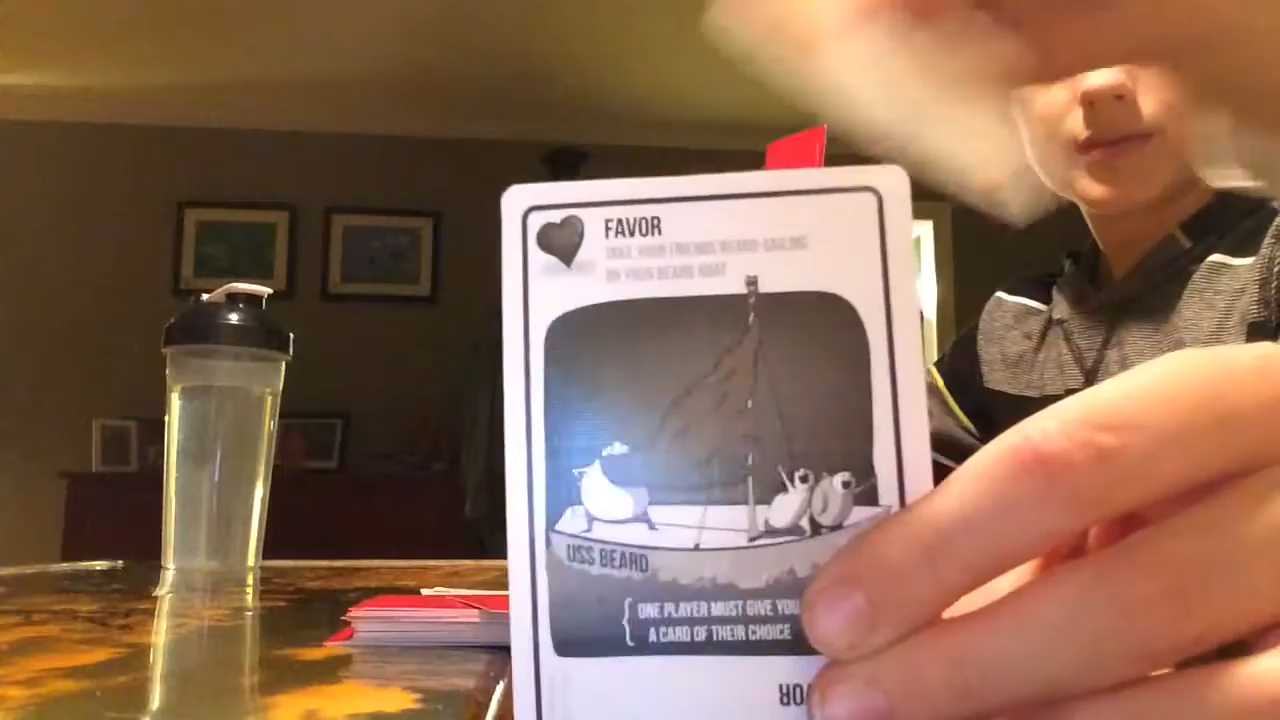 FAVOR
TAKE YOUR FRIENDS BEARD-SAILING
ON YOUR BEARD BOAT
USS BEARD
ONE PLAYER MUST GIVE YOU
A CARD OF THEIR CHOICE